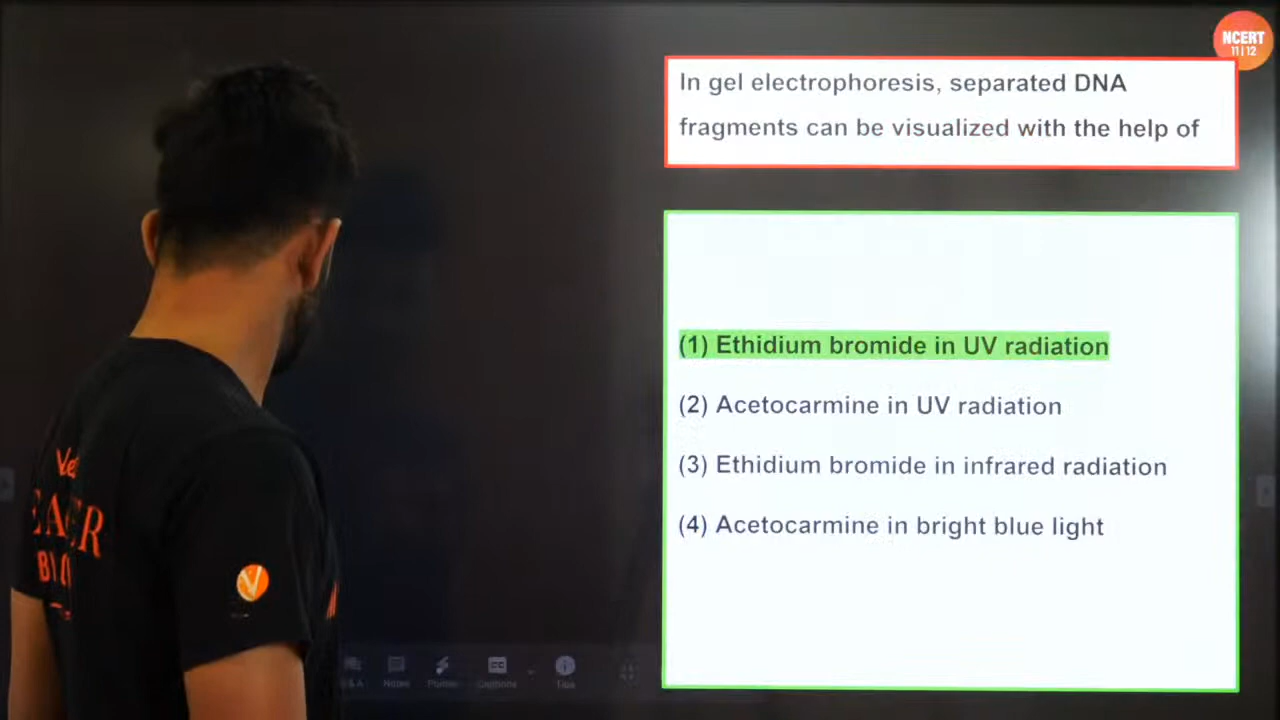 NCERT
11 | 12
In gel electrophoresis, separated DNA
fragments can be visualized with the help of
(1) Ethidium bromide in UV radiation
(2) Acetocarmine in UV radiation
(3) Ethidium bromide in infrared radiation
(4) Acetocarmine in bright blue light
V
Notes
Captions
Tips